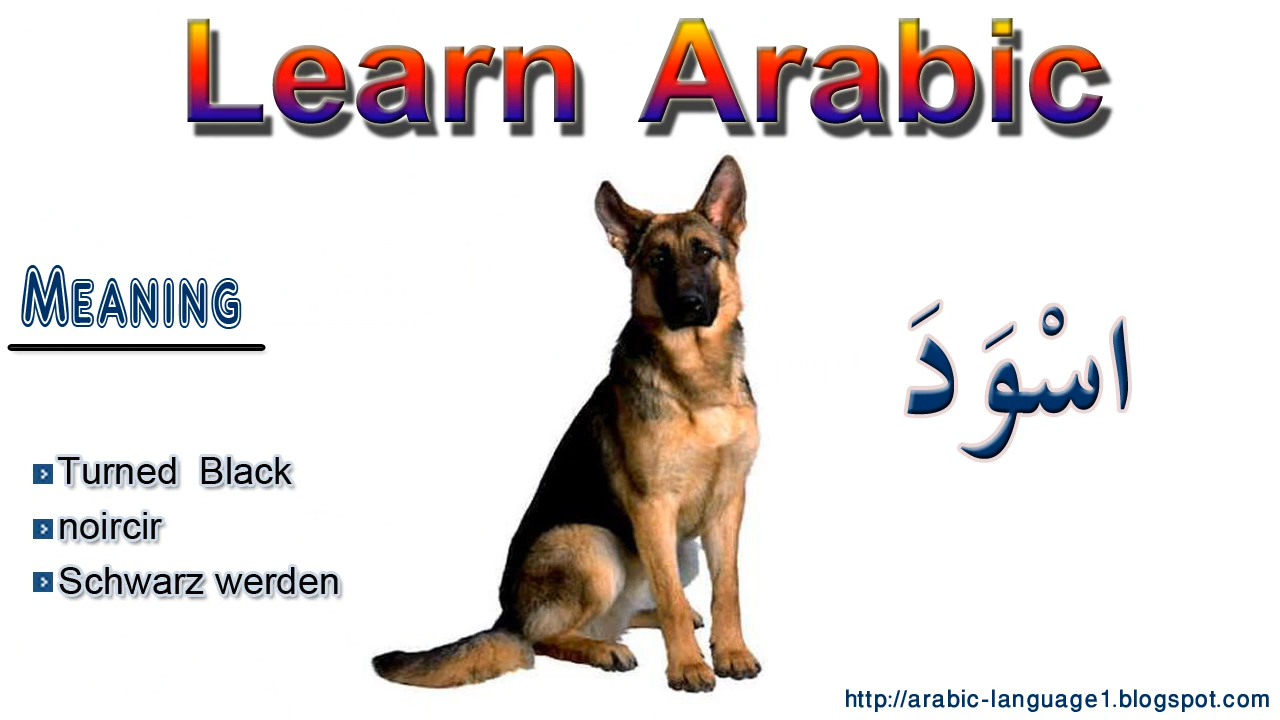 Learn Arabic
MEANING
اسْوَدَ
Turned Black
noircir
Schwarz werden
http://arabic-language1.blogspot.com